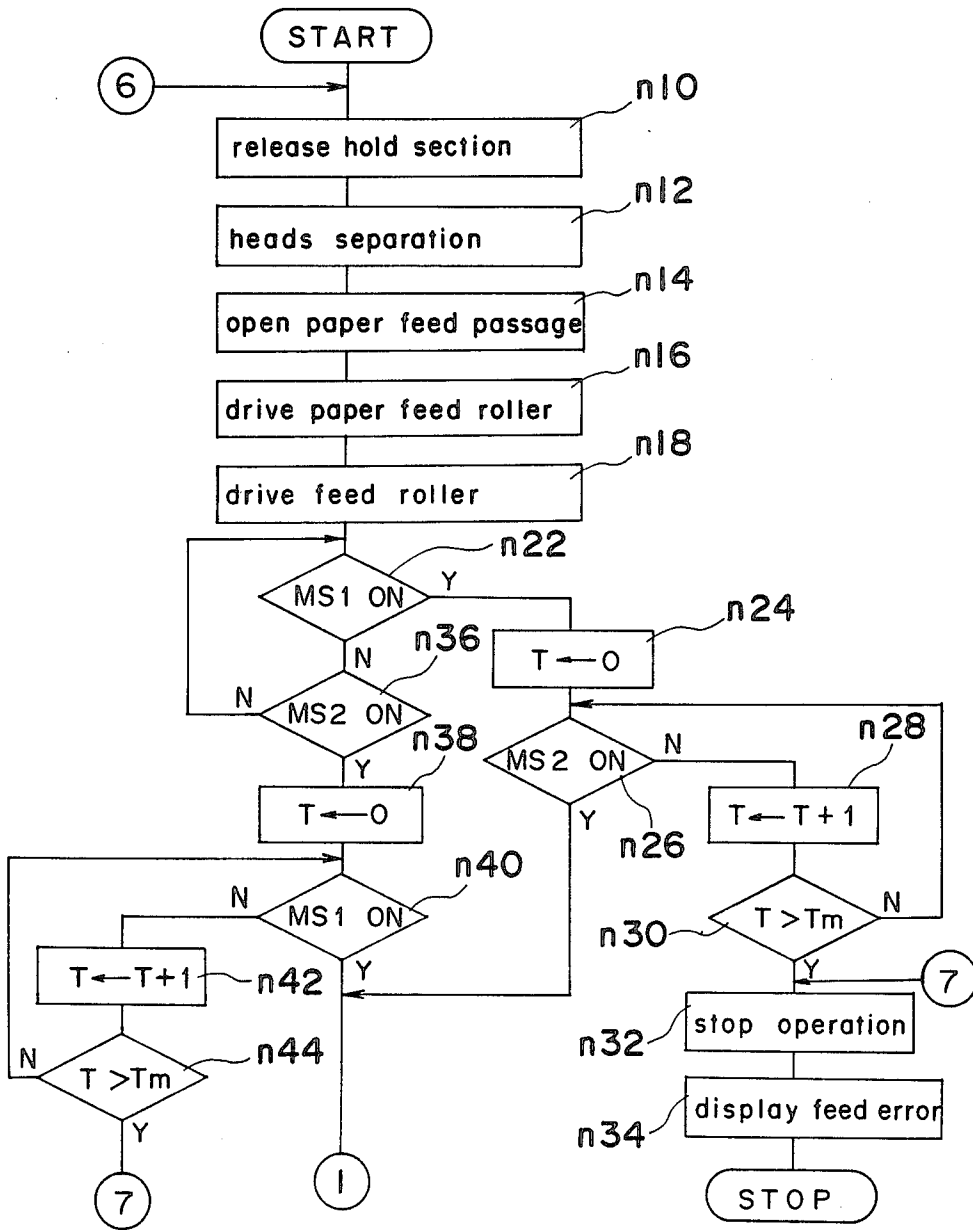 START
6
n10
release hold section
n12
heads separation
n14
open paper feed passage
n16
drive paper feed roller
n18
drive feed roller
n22
MS1 ON
Y
N
n24
T ← 0
n36
MS2 ON
N
Y
n38
T ← 0
MS2 ON
N
Y
n26
n28
T ← T + 1
n40
MS1 ON
N
Y
n30
T > Tm
N
Y
T ← T + 1
n42
7
n32
stop operation
n44
T > Tm
N
Y
n34
display feed error
7
1
STOP